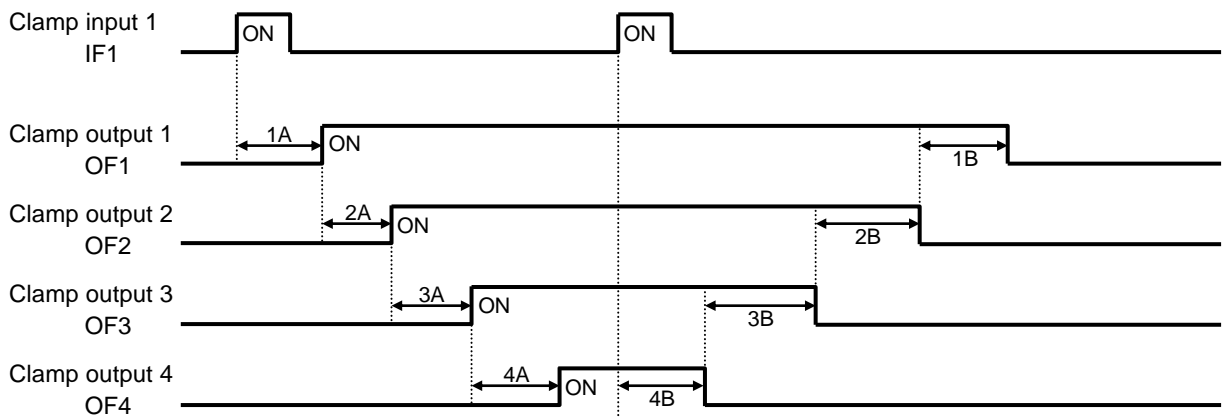 Clamp input 1
IF1
ON
ON
Clamp output 1
OF1
1A
ON
1B
Clamp output 2
OF2
2A
ON
2B
Clamp output 3
OF3
3A
ON
3B
Clamp output 4
OF4
4A
ON
4B